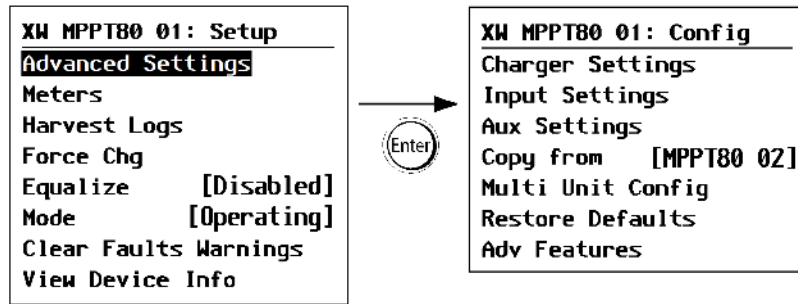 XW MPPT80 01: Setup
Advanced Settings
Meters
Harvest Logs
Force Chg
Equalize [Disabled]
Mode [Operating]
Clear Faults Warnings
View Device Info
Enter
XW MPPT80 01: Config
Charger Settings
Input Settings
Aux Settings
Copy from [MPPT80 02]
Multi Unit Config
Restore Defaults
Adv Features